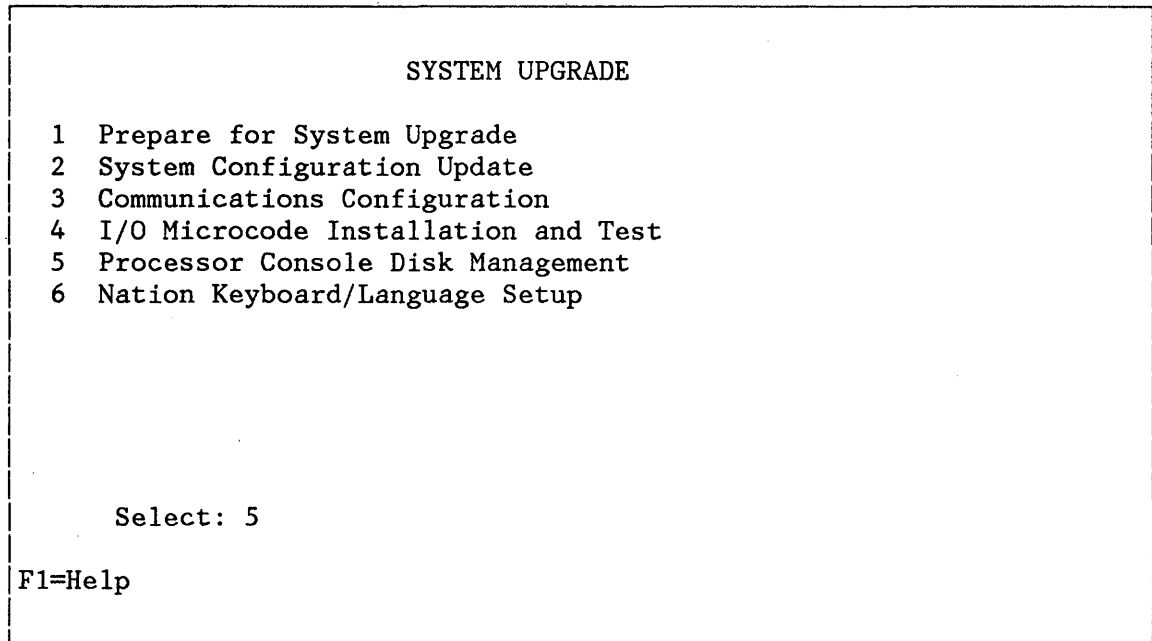 SYSTEM UPGRADE
1 Prepare for System Upgrade
2 System Configuration Update
3 Communications Configuration
4 I/O Microcode Installation and Test
5 Processor Console Disk Management
6 Nation Keyboard/Language Setup
Select: 5
F1=Help